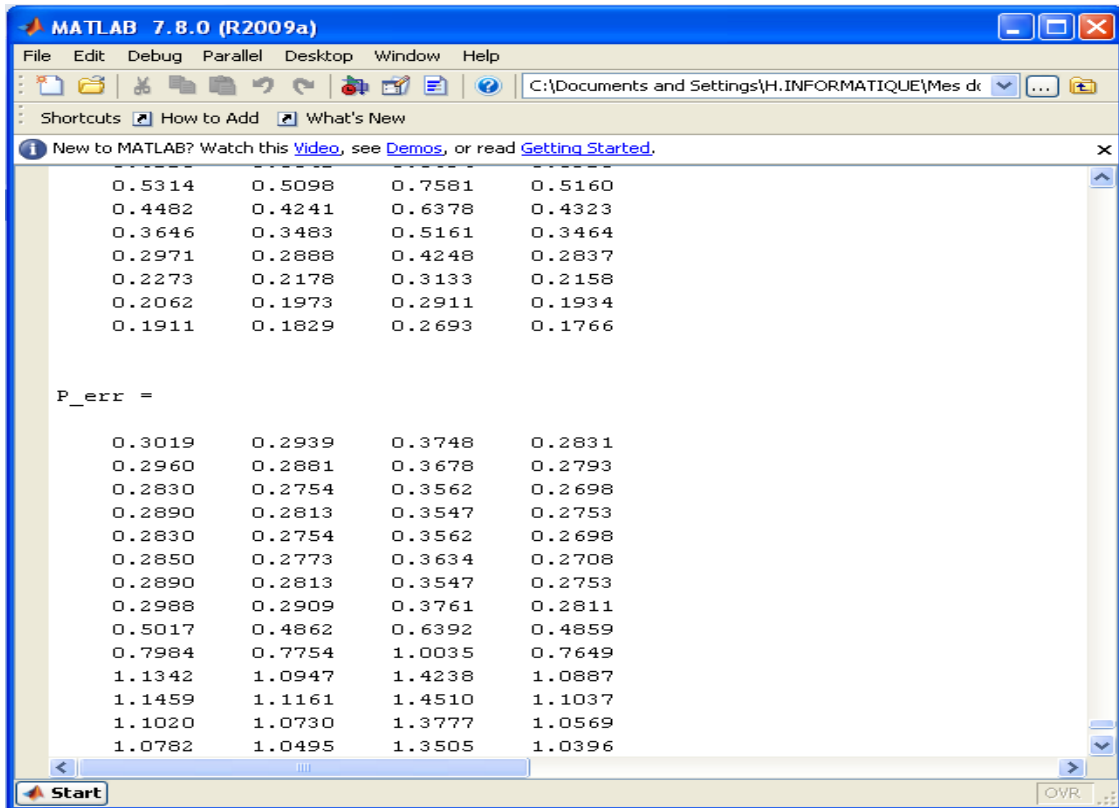 MATLAB 7.8.0 (R2009a)
File Edit Debug Parallel Desktop Window Help
C:\Documents and Settings\H.INFORMATIQUE\Mes dc
Shortcuts How to Add What's New
New to MATLAB? Watch this Video, see Demos, or read Getting Started.
0.5314 0.5098 0.7581 0.5160
0.4482 0.4241 0.6378 0.4323
0.3646 0.3483 0.5161 0.3464
0.2971 0.2888 0.4248 0.2837
0.2273 0.2178 0.3133 0.2158
0.2062 0.1973 0.2911 0.1934
0.1911 0.1829 0.2693 0.1766
P_err =
0.3019 0.2939 0.3748 0.2831
0.2960 0.2881 0.3678 0.2793
0.2830 0.2754 0.3562 0.2698
0.2890 0.2813 0.3547 0.2753
0.2830 0.2754 0.3562 0.2698
0.2850 0.2773 0.3634 0.2708
0.2890 0.2813 0.3547 0.2753
0.2988 0.2909 0.3761 0.2811
0.5017 0.4862 0.6392 0.4859
0.7984 0.7754 1.0035 0.7649
1.1342 1.0947 1.4238 1.0887
1.1459 1.1161 1.4510 1.1037
1.1020 1.0730 1.3777 1.0569
1.0782 1.0495 1.3505 1.0396
Start OVR